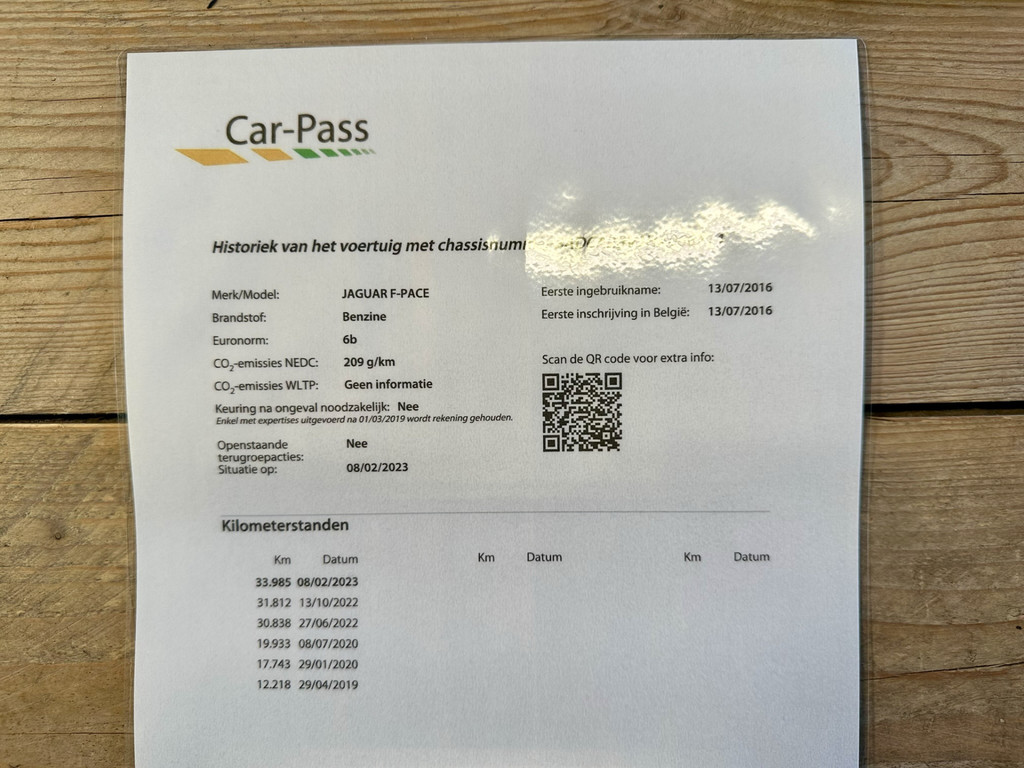 Car-Pass
Historiek van het voertuig met chassisnum
Merk/Model: JAGUAR F-PACE
Brandstof: Benzine
Euronorm: 6b
CO₂-emissies NEDC: 209 g/km
CO₂-emissies WLTP: Geen informatie
Keuring na ongeval noodzakelijk: Nee
Enkel met expertises uitgevoerd na 01/03/2019 wordt rekening gehouden.
Openstaande Nee
terugroepacties:
Situatie op: 08/02/2023
Eerste ingebruikname: 13/07/2016
Eerste inschrijving in België: 13/07/2016
Scan de QR code voor extra info:
Kilometerstanden
Km Datum Km Datum Km Datum
33.985 08/02/2023
31.812 13/10/2022
30.838 27/06/2022
19.933 08/07/2020
17.743 29/01/2020
12.218 29/04/2019